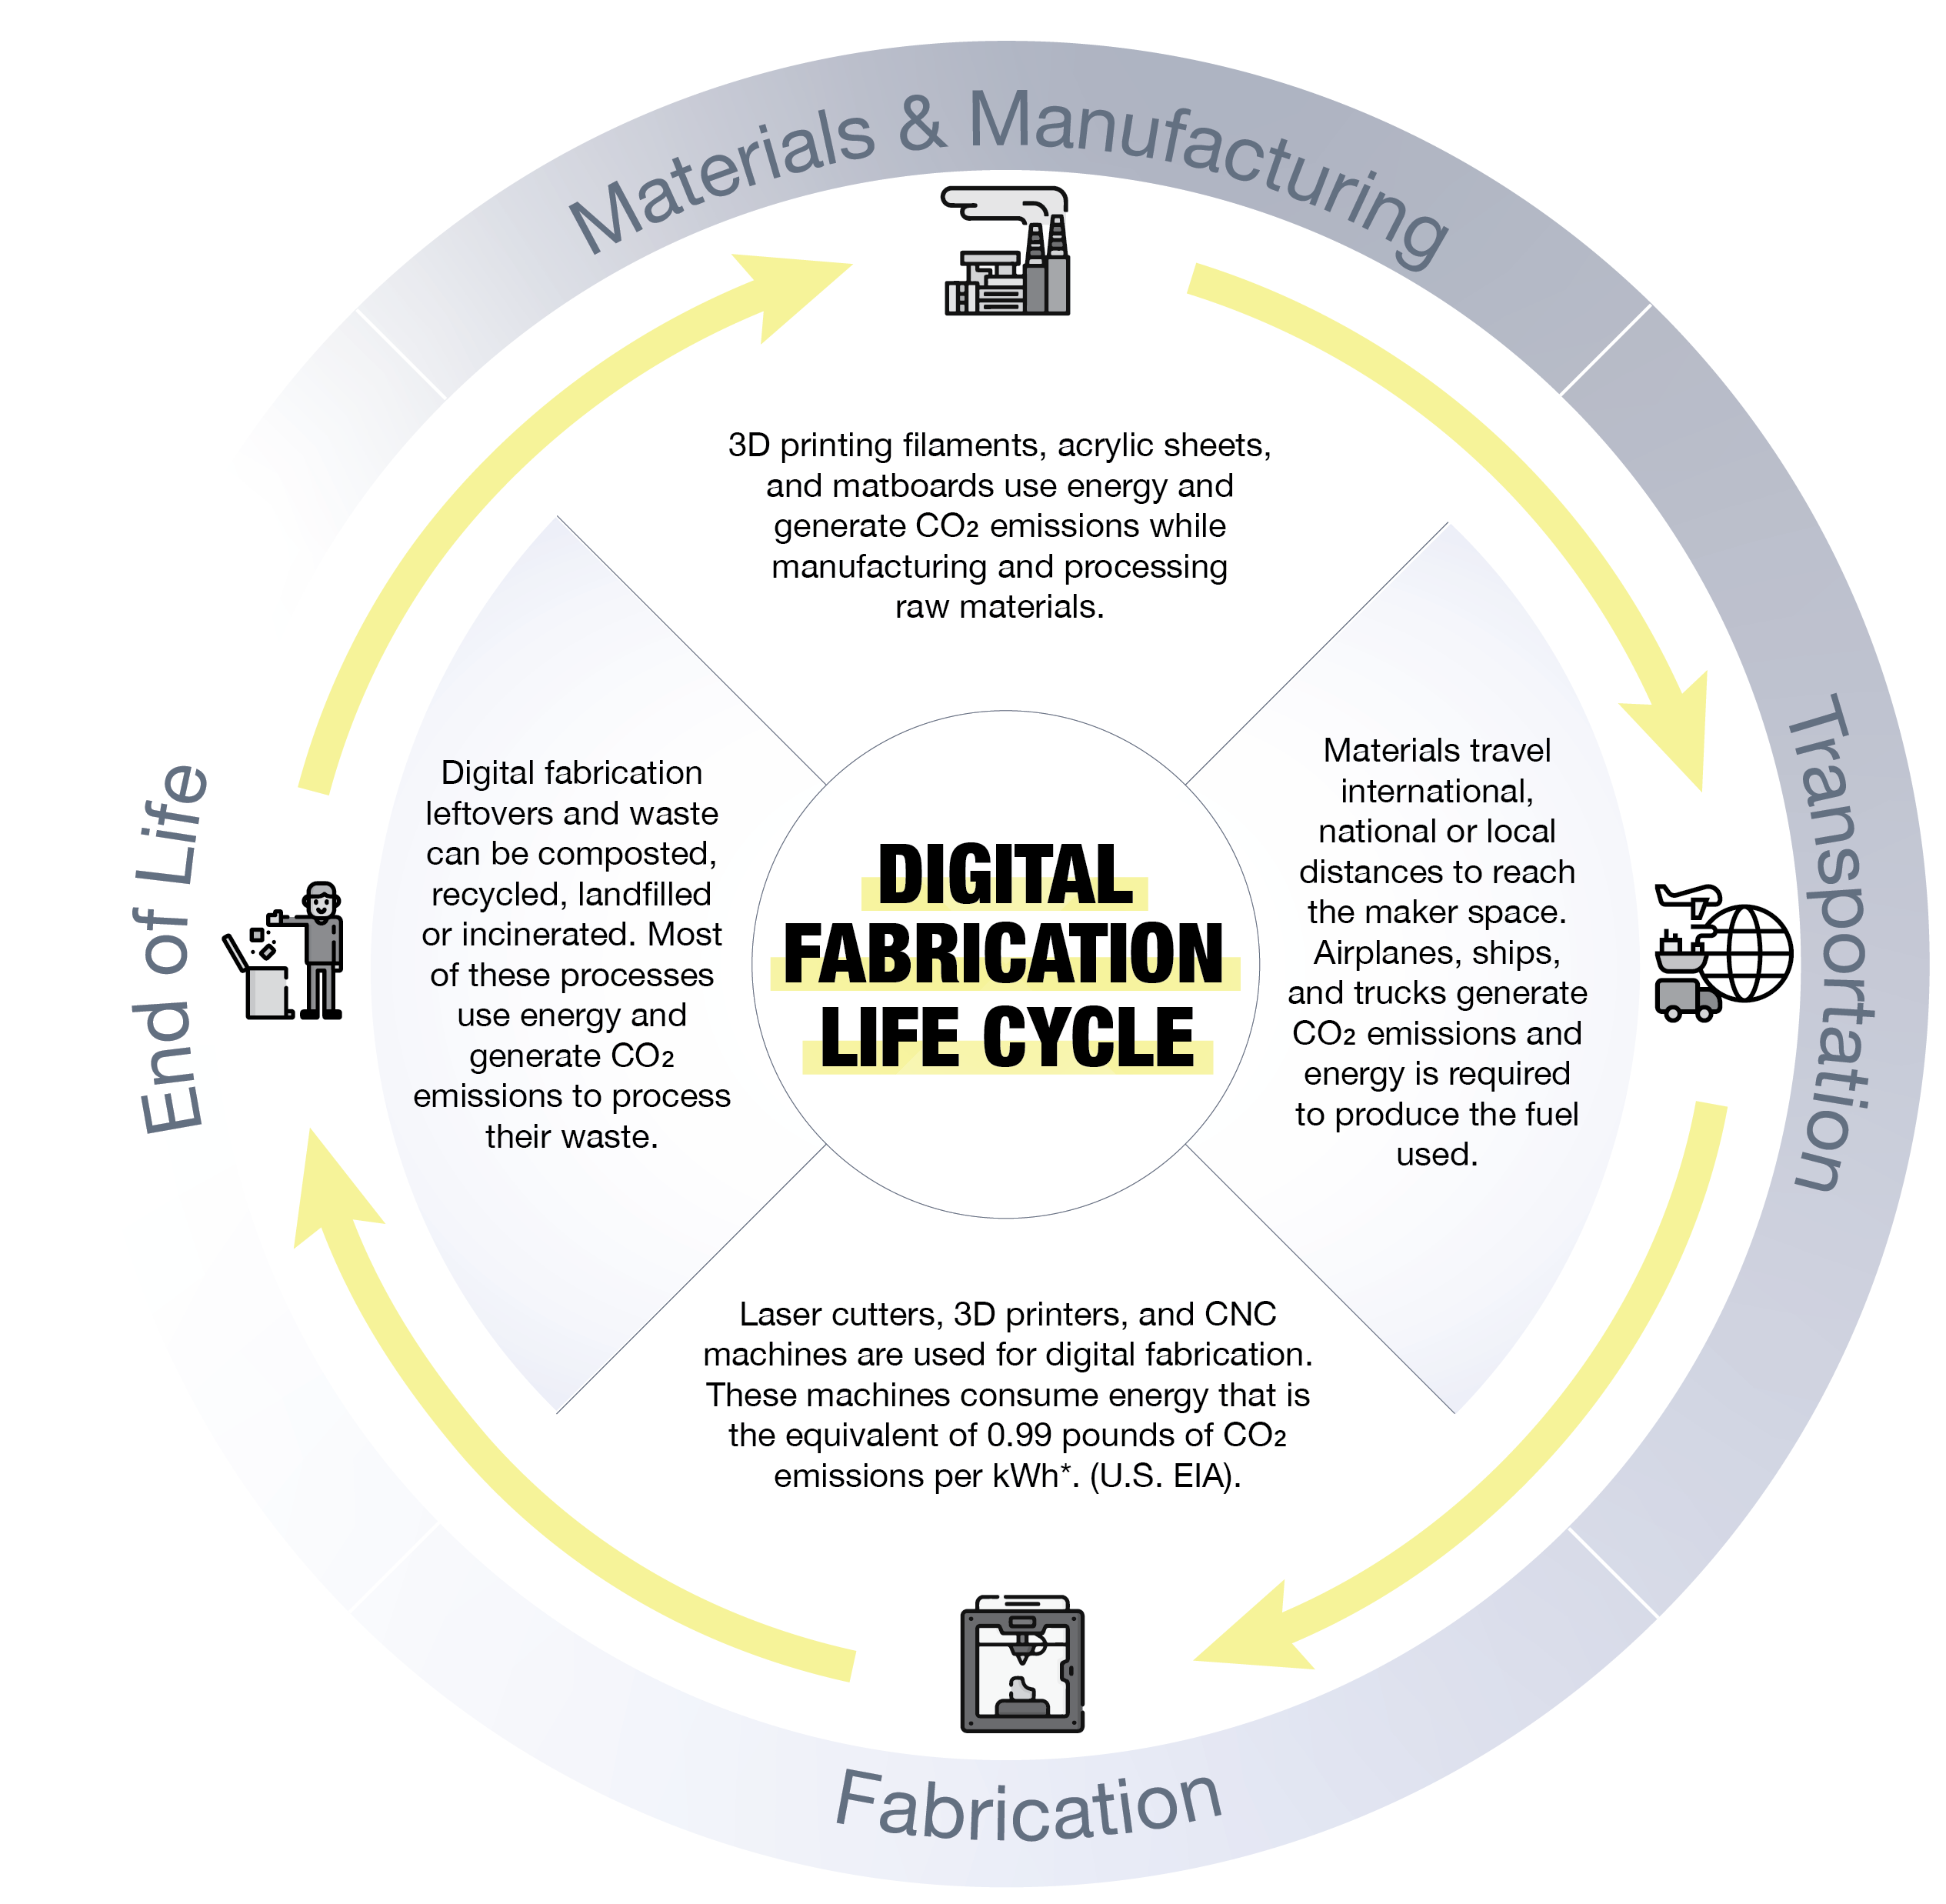 Materials & Manufacturing
3D printing filaments, acrylic sheets,
and matboards use energy and
generate CO₂ emissions while
manufacturing and processing
raw materials.
Transportation
Materials travel
international,
national or local
distances to reach
the maker space.
Airplanes, ships,
and trucks generate
CO₂ emissions and
energy is required
to produce the fuel
used.
DIGITAL
FABRICATION
LIFE CYCLE
Laser cutters, 3D printers, and CNC
machines are used for digital fabrication.
These machines consume energy that is
the equivalent of 0.99 pounds of CO₂
emissions per kWh*. (U.S. EIA).
Fabrication
End of Life
Digital fabrication
leftovers and waste
can be composted,
recycled, landfilled
or incinerated. Most
of these processes
use energy and
generate CO₂
emissions to process
their waste.